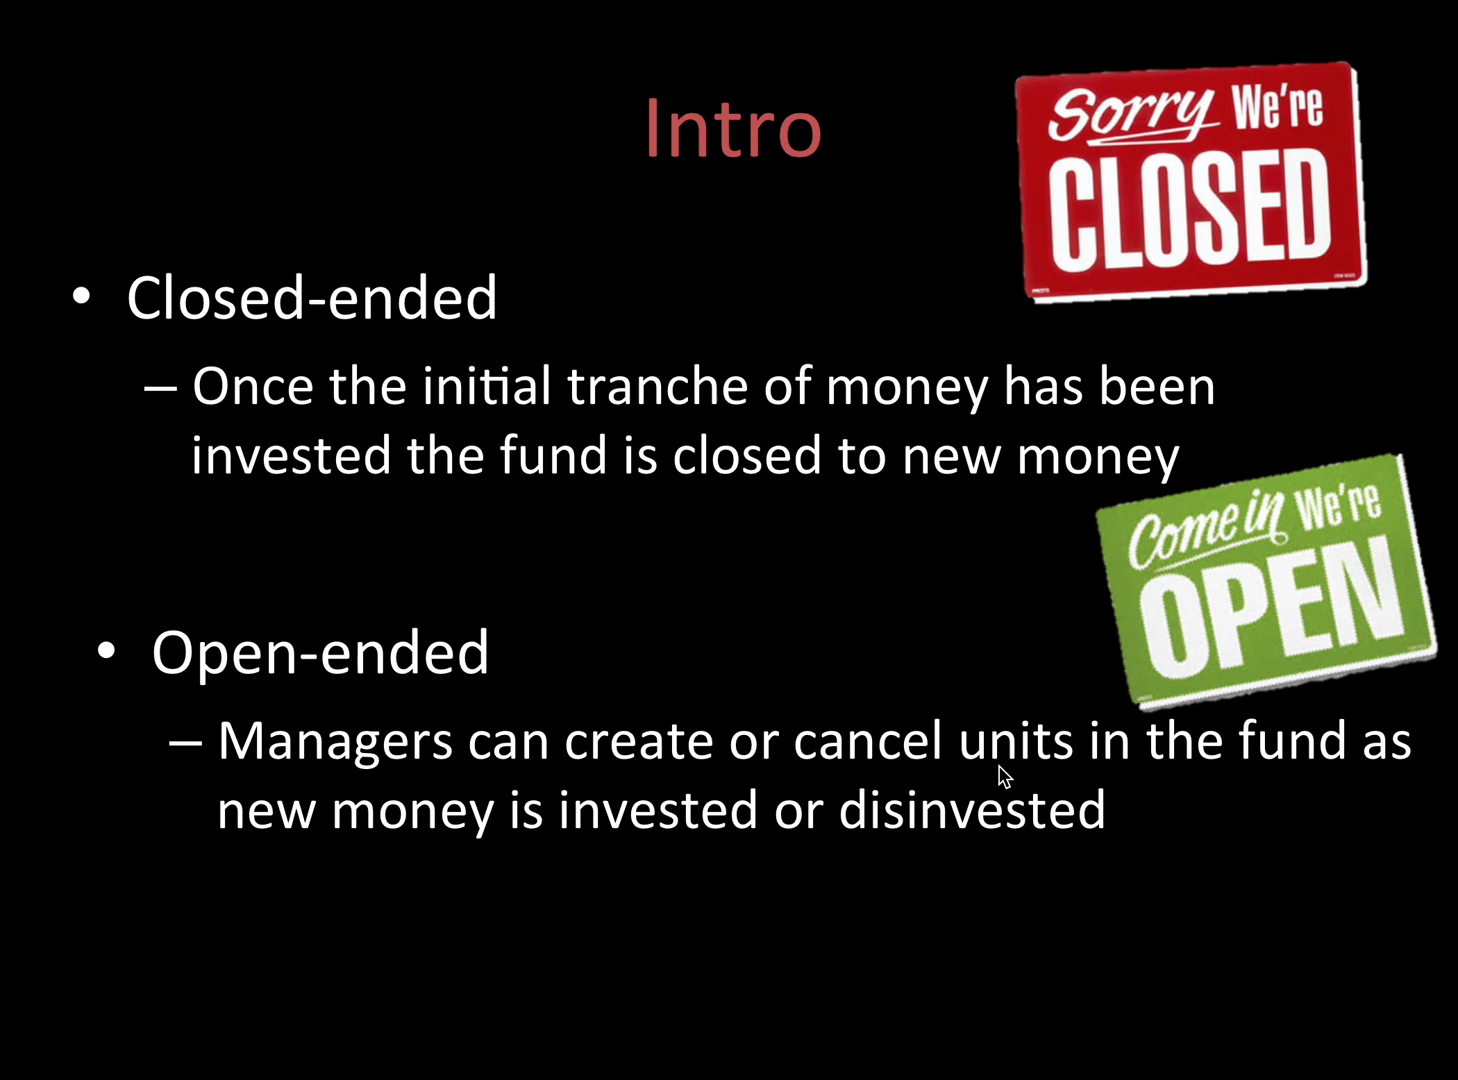 Intro
Sorry We're
CLOSED
• Closed-ended
– Once the initial tranche of money has been
invested the fund is closed to new money
Come in We're
OPEN
• Open-ended
– Managers can create or cancel units in the fund as
new money is invested or disinvested